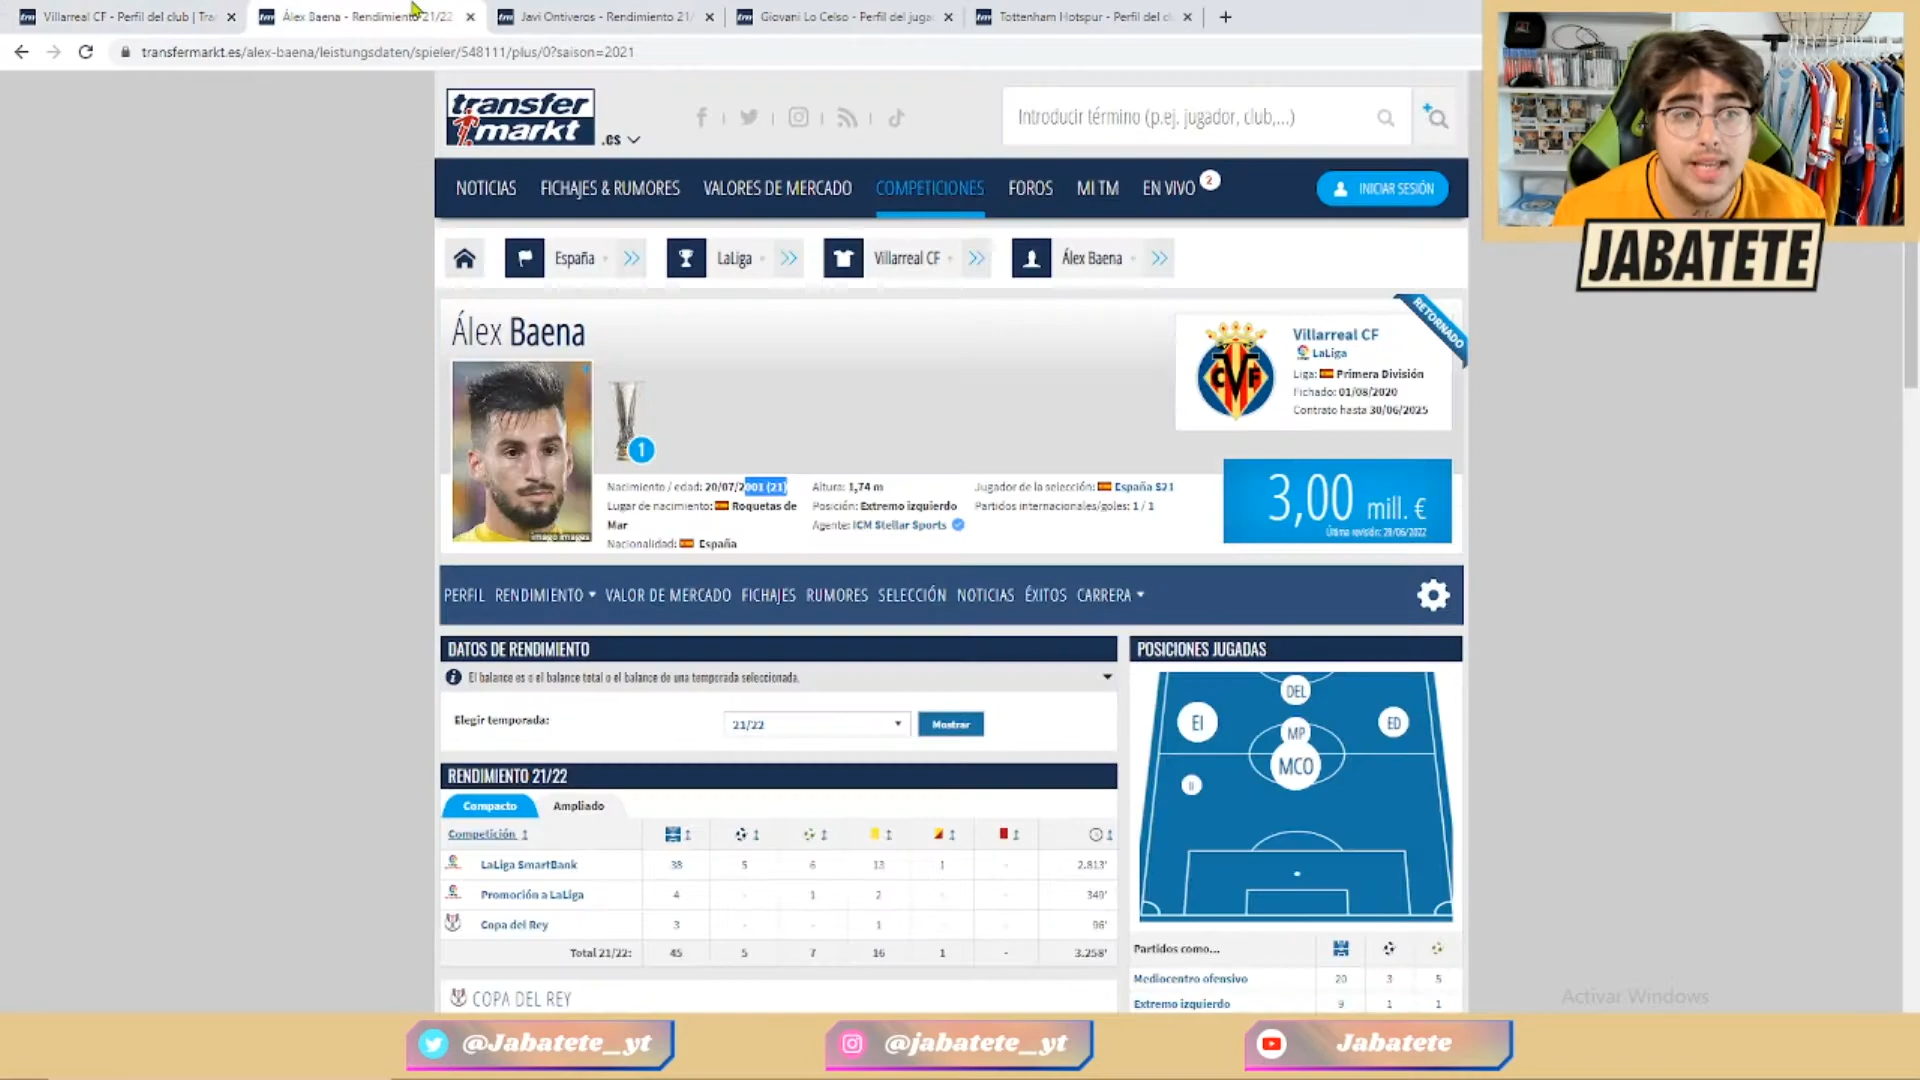 Villarreal CF - Perfil del club | Tra
Álex Baena - Rendimiento 21/22
Javi Ontiveros - Rendimiento 21/
Giovani Lo Celso - Perfil del juga
Tottenham Hotspur - Perfil del c
transfermarkt.es/alex-baena/leistungsdaten/spieler/548111/plus/0?saison=2021
transfer
markt
.es
Introducir término (p.ej. jugador, club,...)
NOTICIAS FICHAJES & RUMORES VALORES DE MERCADO COMPETICIONES FOROS MI TM EN VIVO 2
INICIAR SESIÓN
España LaLiga Villarreal CF Álex Baena
JABATETE
Álex Baena
RETORNADO
Villarreal CF
LaLiga
Liga: Primera División
Fichado: 01/08/2020
Contrato hasta 30/06/2025
1
Nacimiento / edad: 20/07/2001 (21)
Lugar de nacimiento: Roquetas de
Mar
Nacionalidad: España
Altura: 1,74 m
Posición: Extremo izquierdo
Agente: ICM Stellar Sports
Jugador de la selección: España S21
Partidos internacionales/goles: 1 / 1
3,00 mill. €
Última revisión: 29/06/2022
imago images
PERFIL RENDIMIENTO VALOR DE MERCADO FICHAJES RUMORES SELECCIÓN NOTICIAS ÉXITOS CARRERA
DATOS DE RENDIMIENTO
El balance es o el balance total o el balance de una temporada seleccionada.
Elegir temporada: 21/22 Mostrar
RENDIMIENTO 21/22
Compacto Ampliado
Competición
LaLiga SmartBank 38 5 6 13 1 - 2.813'
Promoción a LaLiga 4 - 1 2 - - 349'
Copa del Rey 3 - - 1 - - 96'
Total 21/22: 45 5 7 16 1 - 3.258'
COPA DEL REY
POSICIONES JUGADAS
DEL
EI
ED
MP
MCO
II
Partidos como...
Mediocentro ofensivo 20 3 5
Extremo izquierdo 9 1 1
Activar Windows
@Jabatete_yt
@jabatete_yt
Jabatete